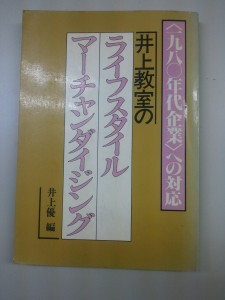 〈一九八〇年代企業〉への対応
井上教室の
ライフスタイル
マーチャンダイジング
井上優 編